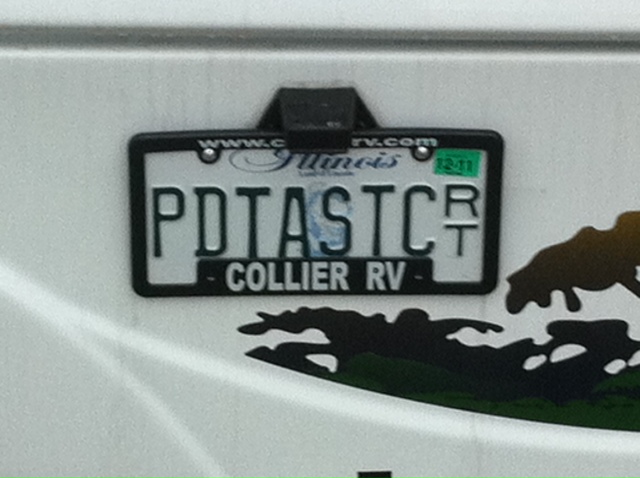 www.c rv.com
Illinois
12-11
PDTASTC RT
COLLIER RV